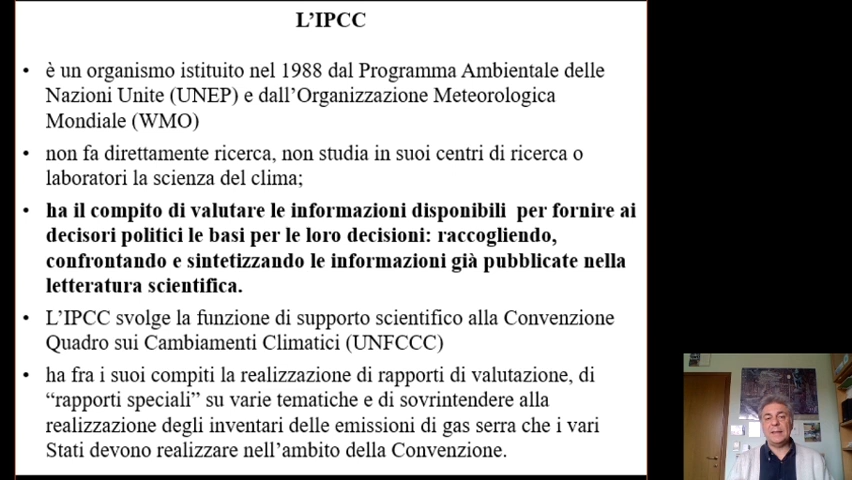 L’IPCC
• è un organismo istituito nel 1988 dal Programma Ambientale delle
Nazioni Unite (UNEP) e dall’Organizzazione Meteorologica
Mondiale (WMO)
• non fa direttamente ricerca, non studia in suoi centri di ricerca o
laboratori la scienza del clima;
• ha il compito di valutare le informazioni disponibili per fornire ai
decisori politici le basi per le loro decisioni: raccogliendo,
confrontando e sintetizzando le informazioni già pubblicate nella
letteratura scientifica.
• L’IPCC svolge la funzione di supporto scientifico alla Convenzione
Quadro sui Cambiamenti Climatici (UNFCCC)
• ha fra i suoi compiti la realizzazione di rapporti di valutazione, di
“rapporti speciali” su varie tematiche e di sovrintendere alla
realizzazione degli inventari delle emissioni di gas serra che i vari
Stati devono realizzare nell’ambito della Convenzione.